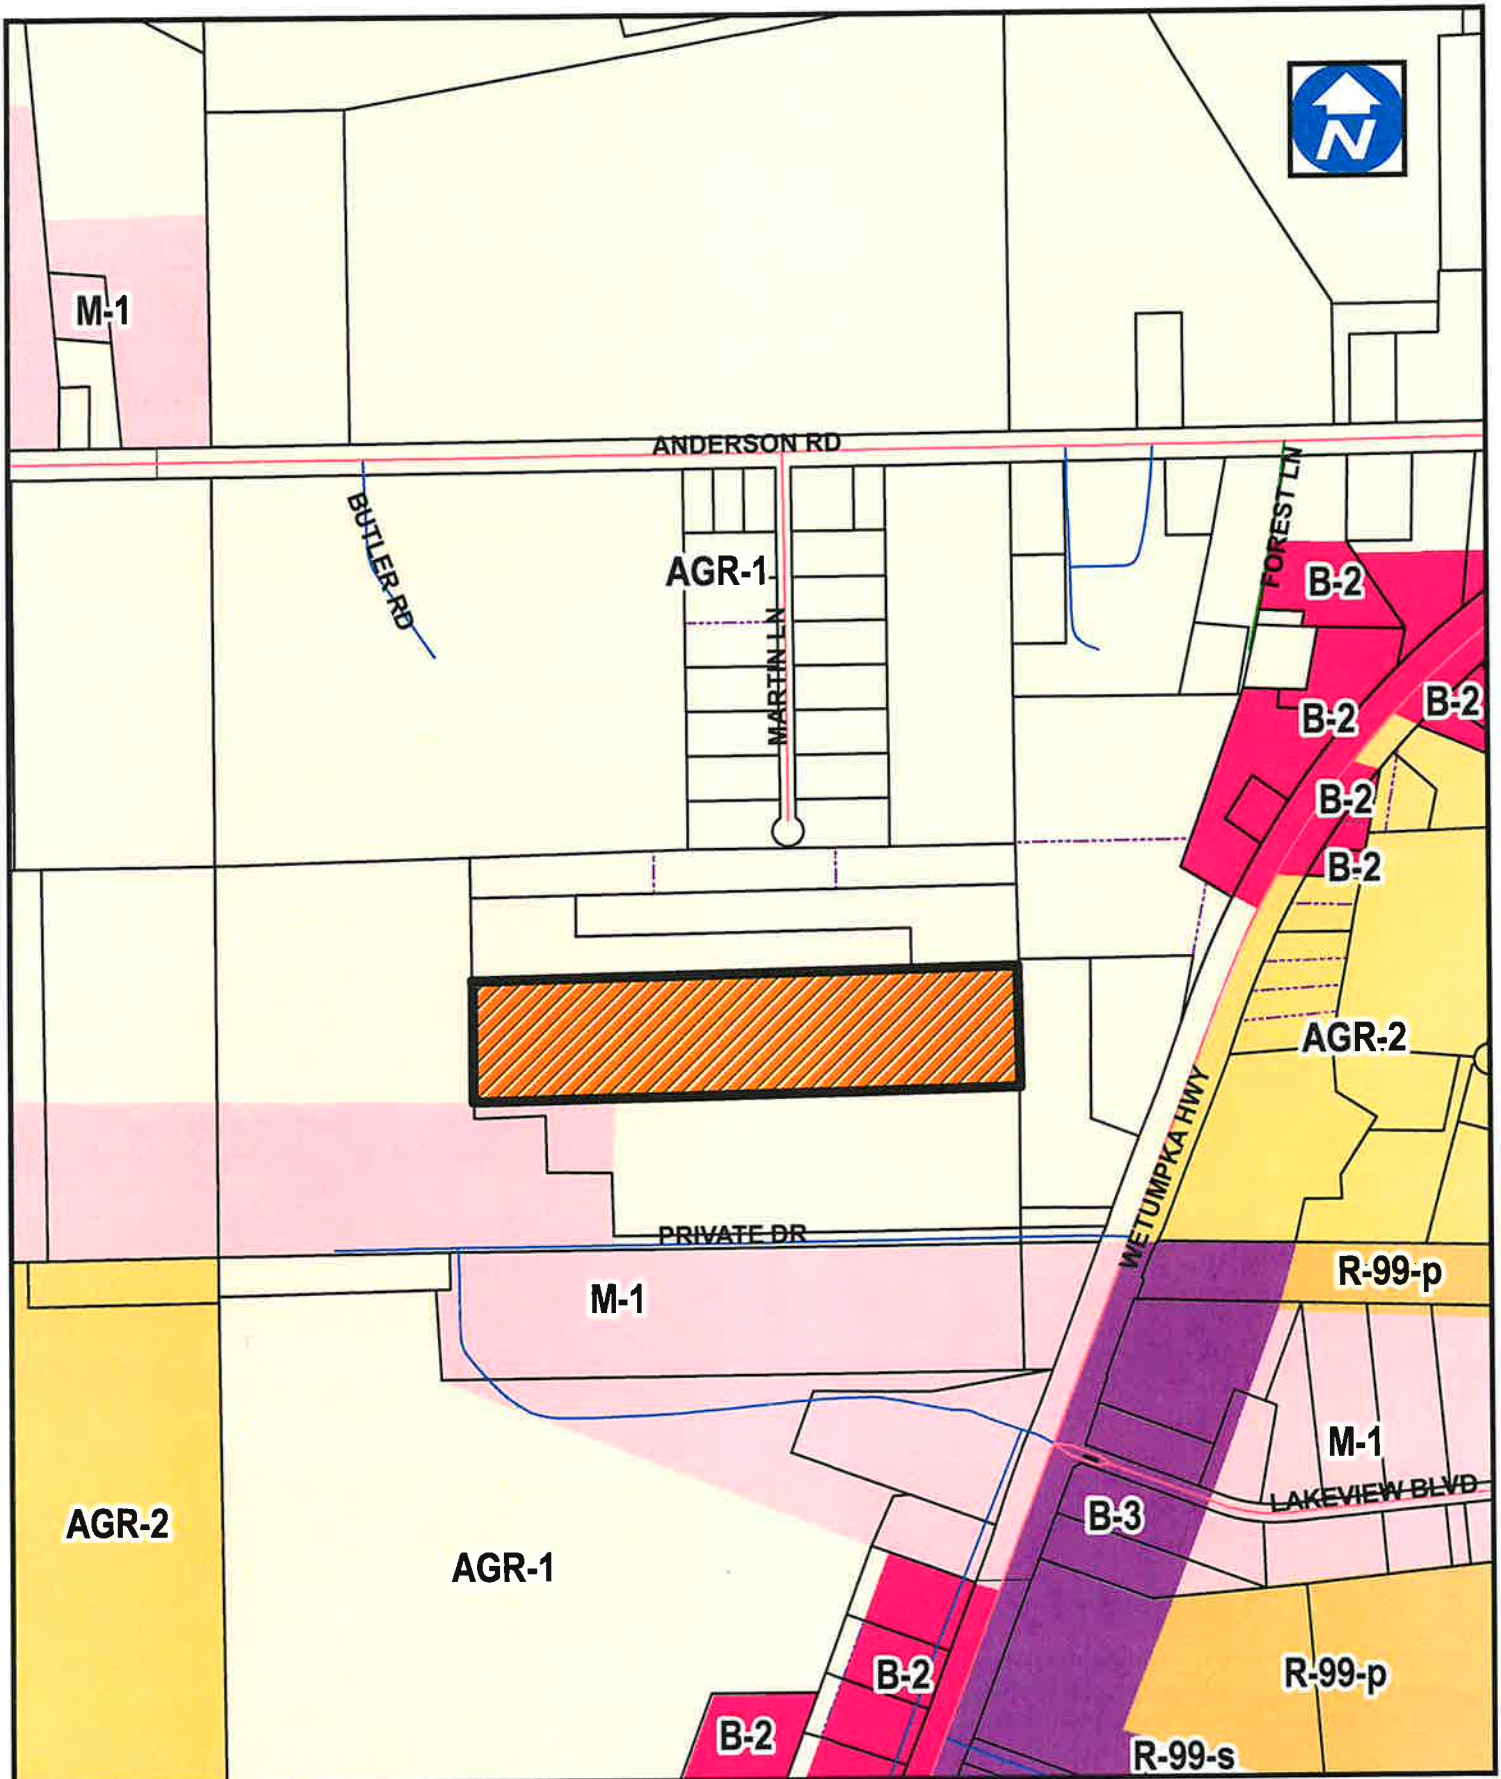 N
M-1
ANDERSON RD
BUTLER RD
FOREST LN
AGR-1
B-2
MARTIN LN
B-2
B-2
B-2
B-2
AGR-2
WETUMPKA HWY
PRIVATE DR
R-99-p
M-1
M-1
LAKEVIEW BLVD
B-3
AGR-2
AGR-1
B-2
R-99-p
B-2
R-99-s